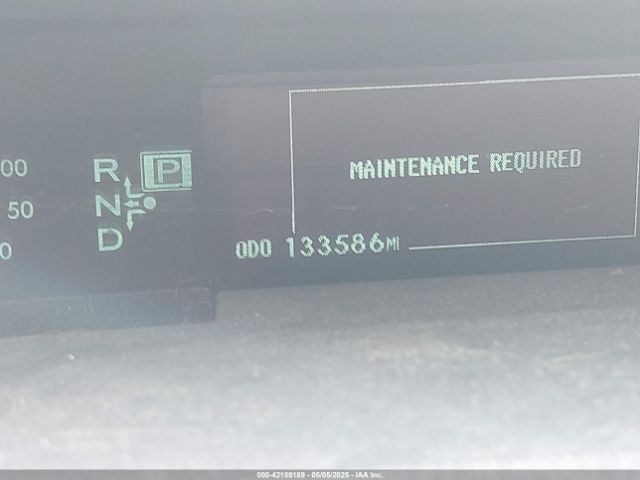 00
50
0
R P
N
D
MAINTENANCE REQUIRED
ODO 133586MI
000-42189189 - 05/05/2025 - IAA Inc.